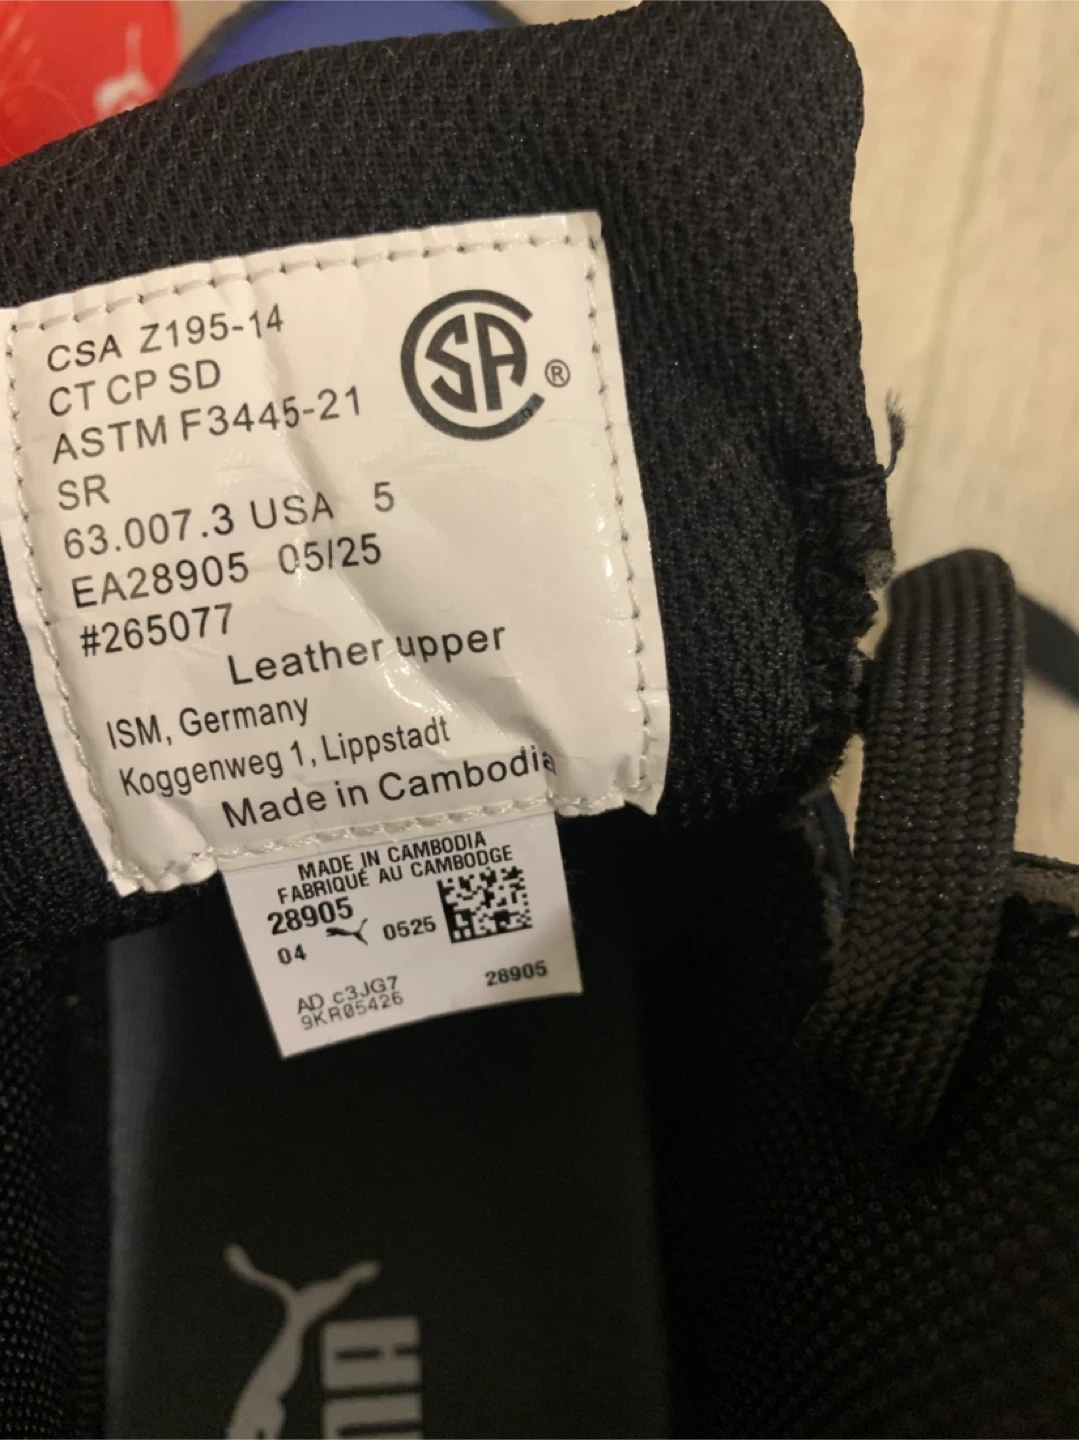 CSA Z195-14
CT CP SD
ASTM F3445-21
SR
63.007.3 USA 5
EA28905 05/25
#265077
Leather upper
ISM, Germany
Koggenweg 1, Lippstadt
Made in Cambodia
SA ®
MADE IN CAMBODIA
FABRIQUÉ AU CAMBODGE
28905
04 0525
AD c3JG7 28905
9KR05426